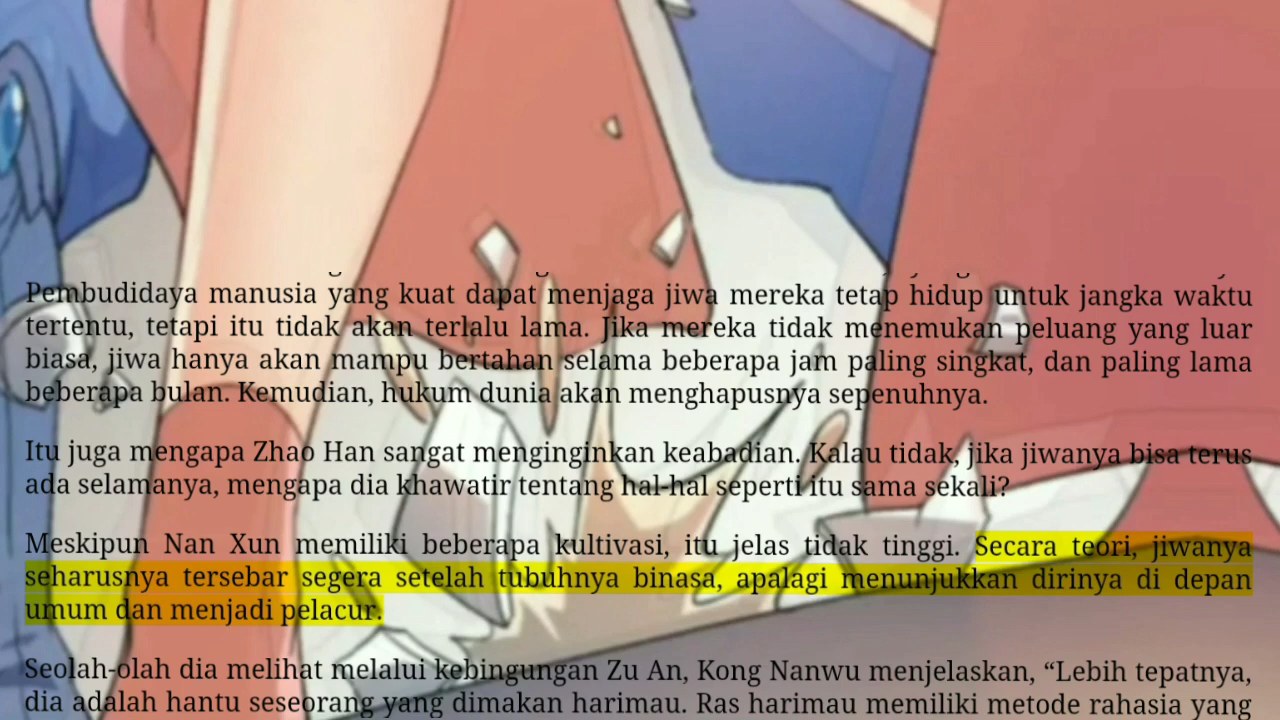 Pembudidaya manusia yang kuat dapat menjaga jiwa mereka tetap hidup untuk jangka waktu
tertentu, tetapi itu tidak akan terlalu lama. Jika mereka tidak menemukan peluang yang luar
biasa, jiwa hanya akan mampu bertahan selama beberapa jam paling singkat, dan paling lama
beberapa bulan. Kemudian, hukum dunia akan menghapusnya sepenuhnya.
Itu juga mengapa Zhao Han sangat menginginkan keabadian. Kalau tidak, jika jiwanya bisa terus
ada selamanya, mengapa dia khawatir tentang hal-hal seperti itu sama sekali?
Meskipun Nan Xun memiliki beberapa kultivasi, itu jelas tidak tinggi. Secara teori, jiwanya
seharusnya tersebar segera setelah tubuhnya binasa, apalagi menunjukkan dirinya di depan
umum dan menjadi pelacur.
Seolah-olah dia melihat melalui kebingungan Zu An, Kong Nanwu menjelaskan, “Lebih tepatnya,
dia adalah hantu seseorang yang dimakan harimau. Ras harimau memiliki metode rahasia yang